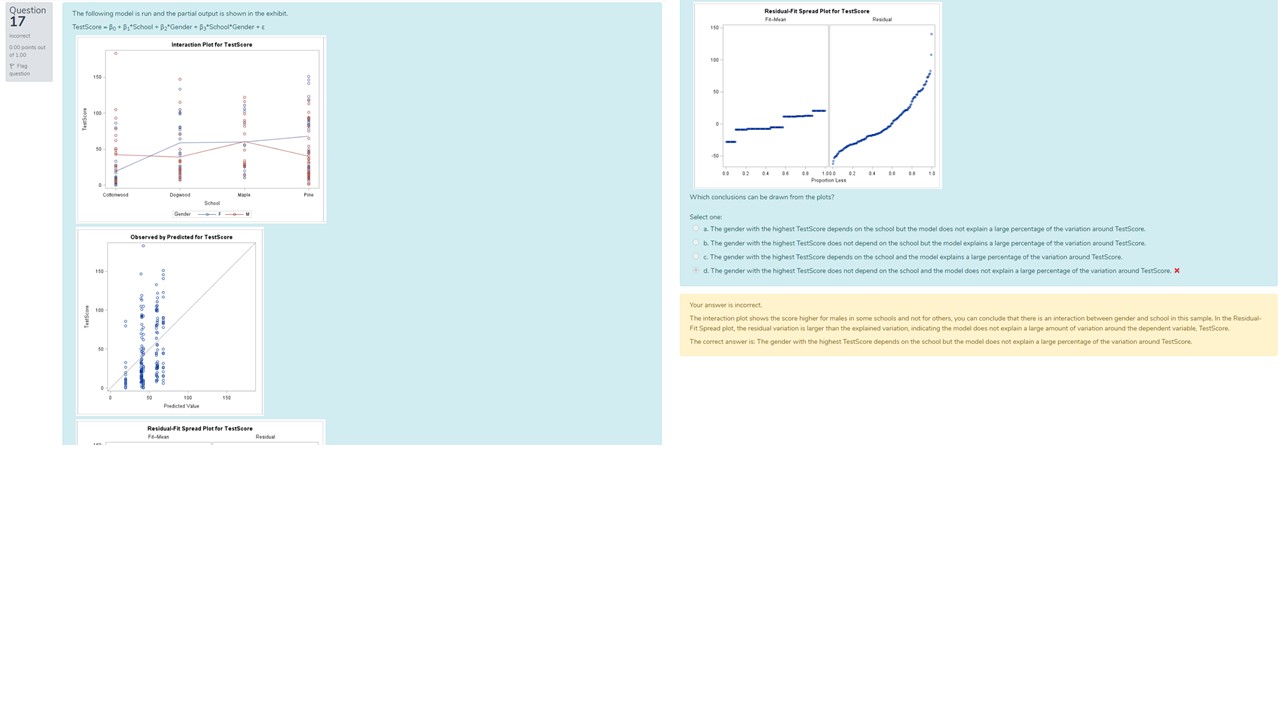 Question
17
Incorrect
0.00 points out
of 1.00
Flag
question
The following model is run and the partial output is shown in the exhibit.
TestScore = β0 + β1*School + β2*Gender + β3*School*Gender + ε
Interaction Plot for TestScore
150
100
50
0
TestScore
Cottonwood Dogwood Maple Pine
School
Gender F M
Observed by Predicted for TestScore
150
100
50
0
TestScore
0 50 100 150
Predicted Value
Residual-Fit Spread Plot for TestScore
Fit–Mean Residual
150
Residual-Fit Spread Plot for TestScore
Fit–Mean Residual
150
100
50
0
-50
0.0 0.2 0.4 0.6 0.8 1.0 0.0 0.2 0.4 0.6 0.8 1.0
Proportion Less
Which conclusions can be drawn from the plots?
Select one:
a. The gender with the highest TestScore depends on the school but the model does not explain a large percentage of the variation around TestScore.
b. The gender with the highest TestScore does not depend on the school but the model explains a large percentage of the variation around TestScore.
c. The gender with the highest TestScore depends on the school and the model explains a large percentage of the variation around TestScore.
d. The gender with the highest TestScore does not depend on the school and the model does not explain a large percentage of the variation around TestScore.
Your answer is incorrect.
The interaction plot shows the score higher for males in some schools and not for others, you can conclude that there is an interaction between gender and school in this sample. In the Residual-
Fit Spread plot, the residual variation is larger than the explained variation, indicating the model does not explain a large amount of variation around the dependent variable, TestScore.
The correct answer is: The gender with the highest TestScore depends on the school but the model does not explain a large percentage of the variation around TestScore.